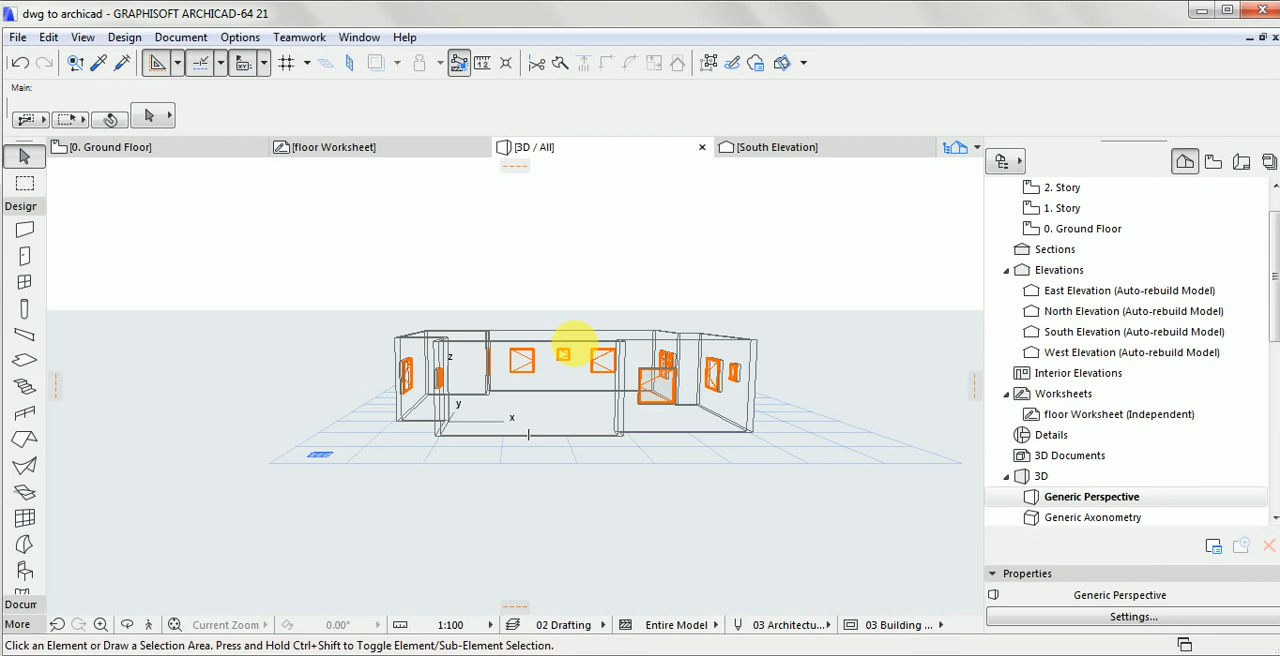 dwg to archicad - GRAPHISOFT ARCHICAD-64 21
File Edit View Design Document Options Teamwork Window Help
Main:
[0. Ground Floor]
[floor Worksheet]
[3D / All]
[South Elevation]
Design
z
y
x
2. Story
1. Story
0. Ground Floor
Sections
Elevations
East Elevation (Auto-rebuild Model)
North Elevation (Auto-rebuild Model)
South Elevation (Auto-rebuild Model)
West Elevation (Auto-rebuild Model)
Interior Elevations
Worksheets
floor Worksheet (Independent)
Details
3D Documents
3D
Generic Perspective
Generic Axonometry
Properties
Generic Perspective
Settings...
Docum
More
Current Zoom
0.00°
1:100
02 Drafting
Entire Model
03 Architectu...
03 Building ...
Click an Element or Draw a Selection Area. Press and Hold Ctrl+Shift to Toggle Element/Sub-Element Selection.